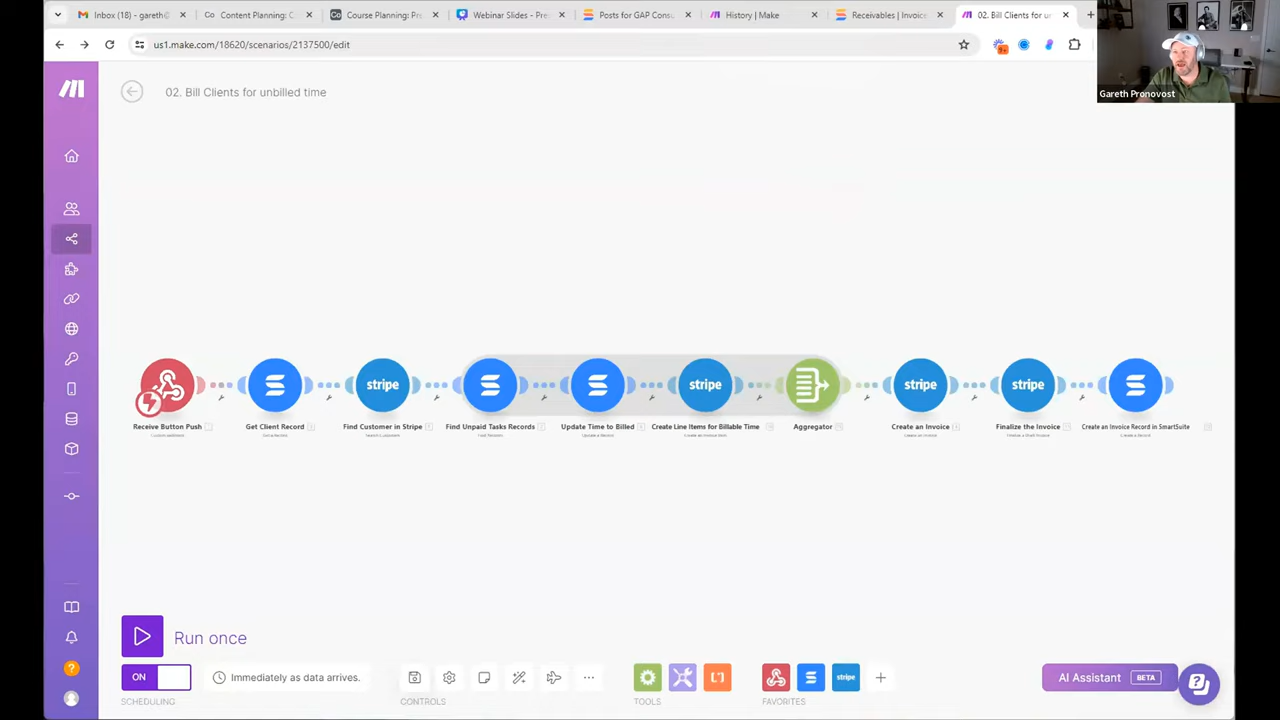 Inbox (18) - gareth@
Content Planning: C
Course Planning: Pr
Webinar Slides - Pre
Posts for GAP Consu
History | Make
Receivables | Invoice
02. Bill Clients for un
us1.make.com/18620/scenarios/2137500/edit
Gareth Pronovost
02. Bill Clients for unbilled time
stripe
stripe
stripe
stripe
Receive Button Push
Get Client Record
Find Customer in Stripe
Find Unpaid Tasks Records
Update Time to Billed
Create Line Items for Billable Time
Aggregator
Create an Invoice
Finalize the Invoice
Create an Invoice Record in SmartSuite
Run once
ON
Immediately as data arrives.
stripe
AI Assistant
BETA
SCHEDULING
CONTROLS
TOOLS
FAVORITES